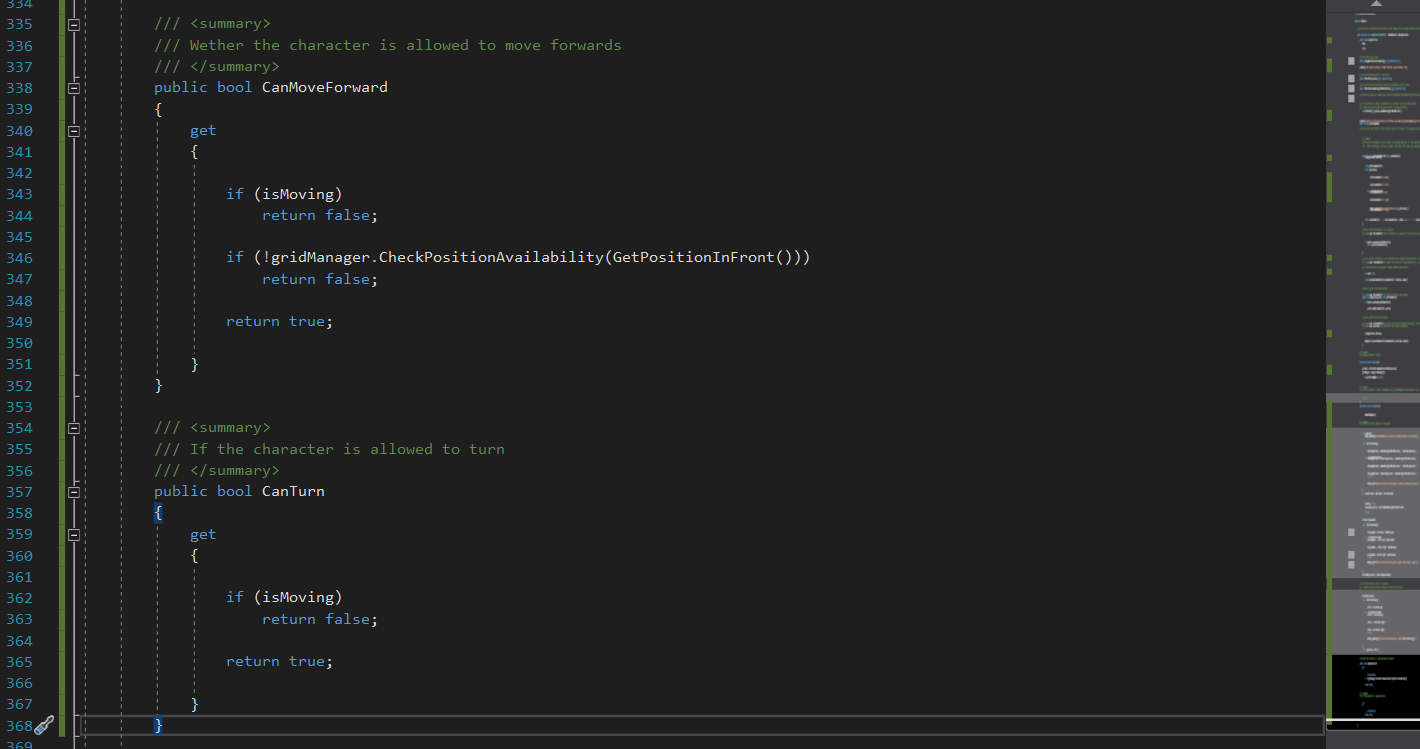 334
335 /// <summary>
336 /// Wether the character is allowed to move forwards
337 /// </summary>
338 public bool CanMoveForward
339 {
340 get
341 {
342
343 if (isMoving)
344 return false;
345
346 if (!gridManager.CheckPositionAvailability(GetPositionInFront()))
347 return false;
348
349 return true;
350
351 }
352 }
353
354 /// <summary>
355 /// If the character is allowed to turn
356 /// </summary>
357 public bool CanTurn
358 {
359 get
360 {
361
362 if (isMoving)
363 return false;
364
365 return true;
366
367 }
368 }
369